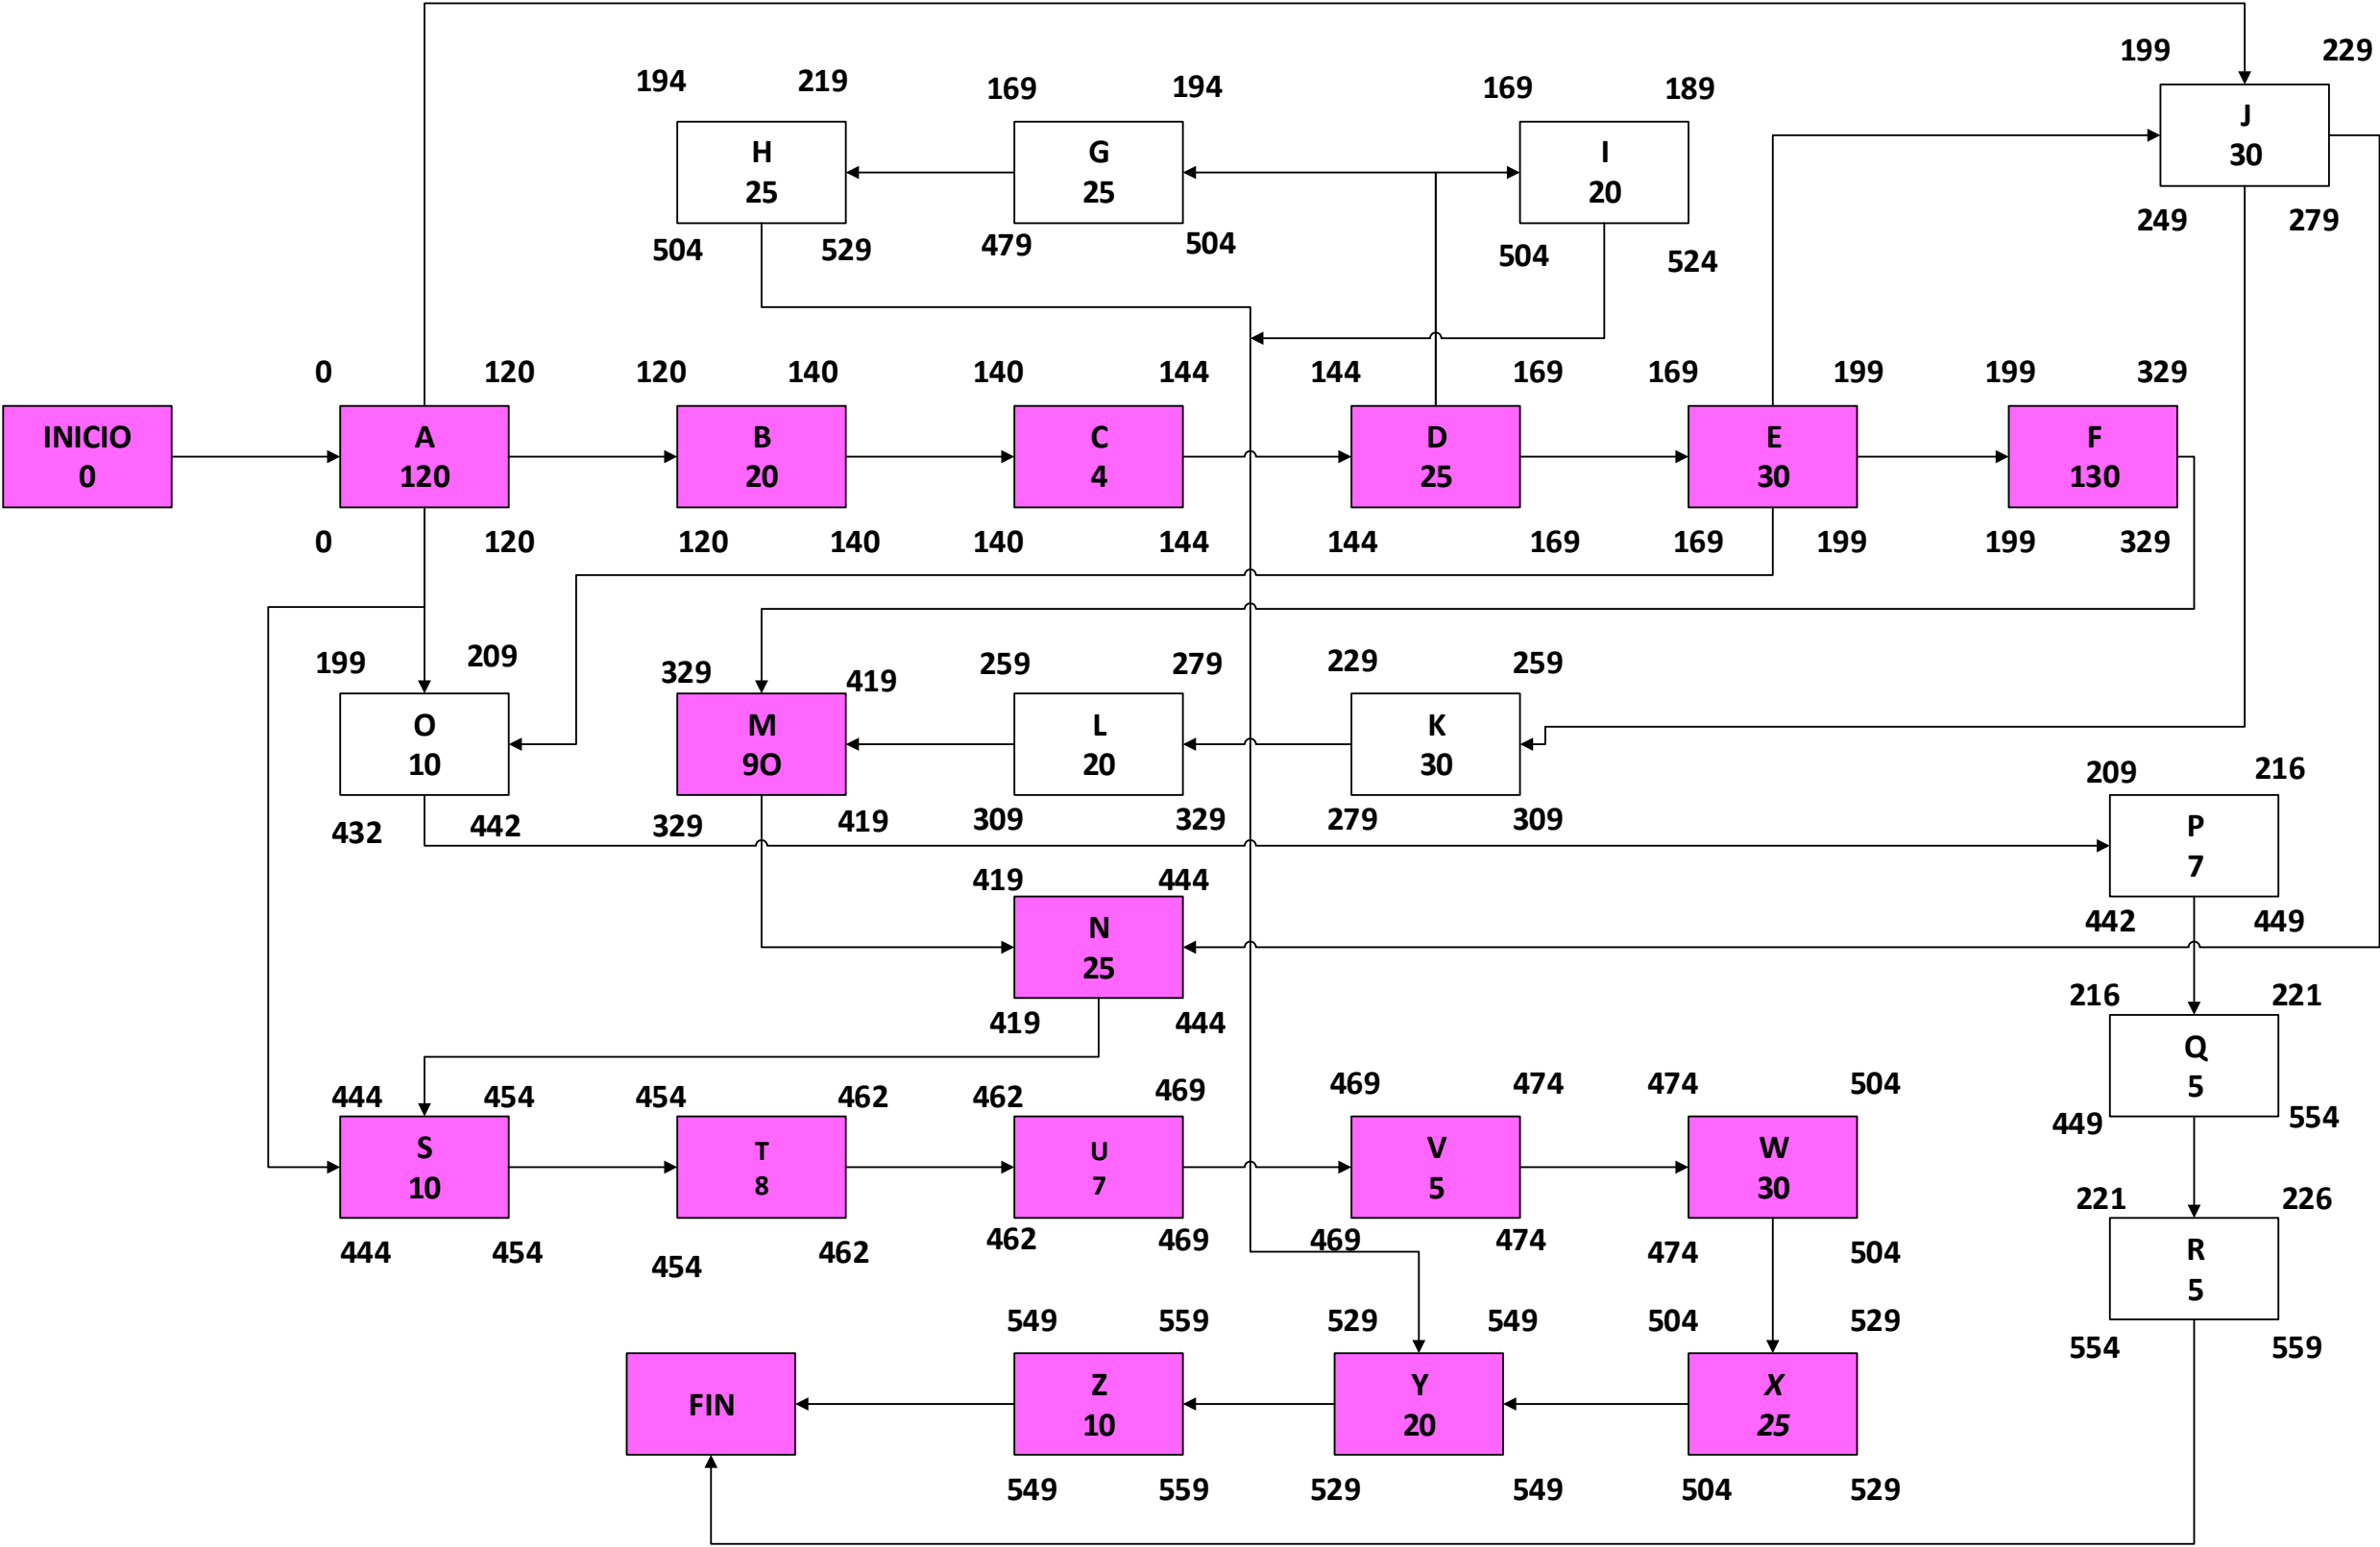 199 229
194 219 169 194 169 189
J
30
H
25
G
25
I
20
249 279
504 529 479 504 504 524
0 120 120 140 140 144 144 169 169 199 199 329
INICIO
0
A
120
B
20
C
4
D
25
E
30
F
130
0 120 120 140 140 144 144 169 169 199 199 329
199 209 329 419 259 279 229 259
O
10
M
9O
L
20
K
30
432 442 329 419 309 329 279 309
209 216
P
7
442 449
419 444
N
25
419 444
216 221
Q
5
449 554
444 454 454 462 462 469 469 474 474 504
S
10
T
8
U
7
V
5
W
30
444 454 454 462 462 469 469 474 474 504
221 226
R
5
554 559
549 559 529 549 504 529
FIN
Z
10
Y
20
X
25
549 559 529 549 504 529